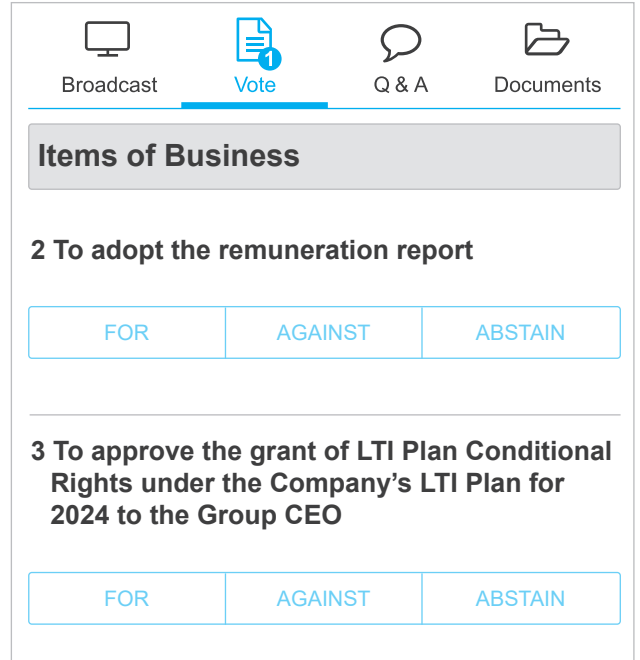 1
Broadcast Vote Q & A Documents
Items of Business
2 To adopt the remuneration report
FOR AGAINST ABSTAIN
3 To approve the grant of LTI Plan Conditional
Rights under the Company’s LTI Plan for
2024 to the Group CEO
FOR AGAINST ABSTAIN